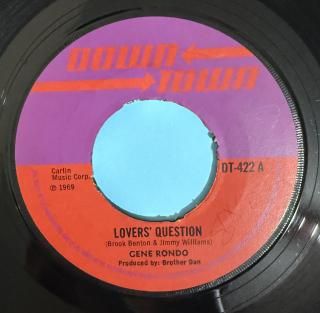 DOWN
TOWN
Carlin
Music Corp.
℗ 1969
DT-422 A
LOVERS' QUESTION
(Brook Benton & Jimmy Williams)
GENE RONDO
Produced by: Brother Dan